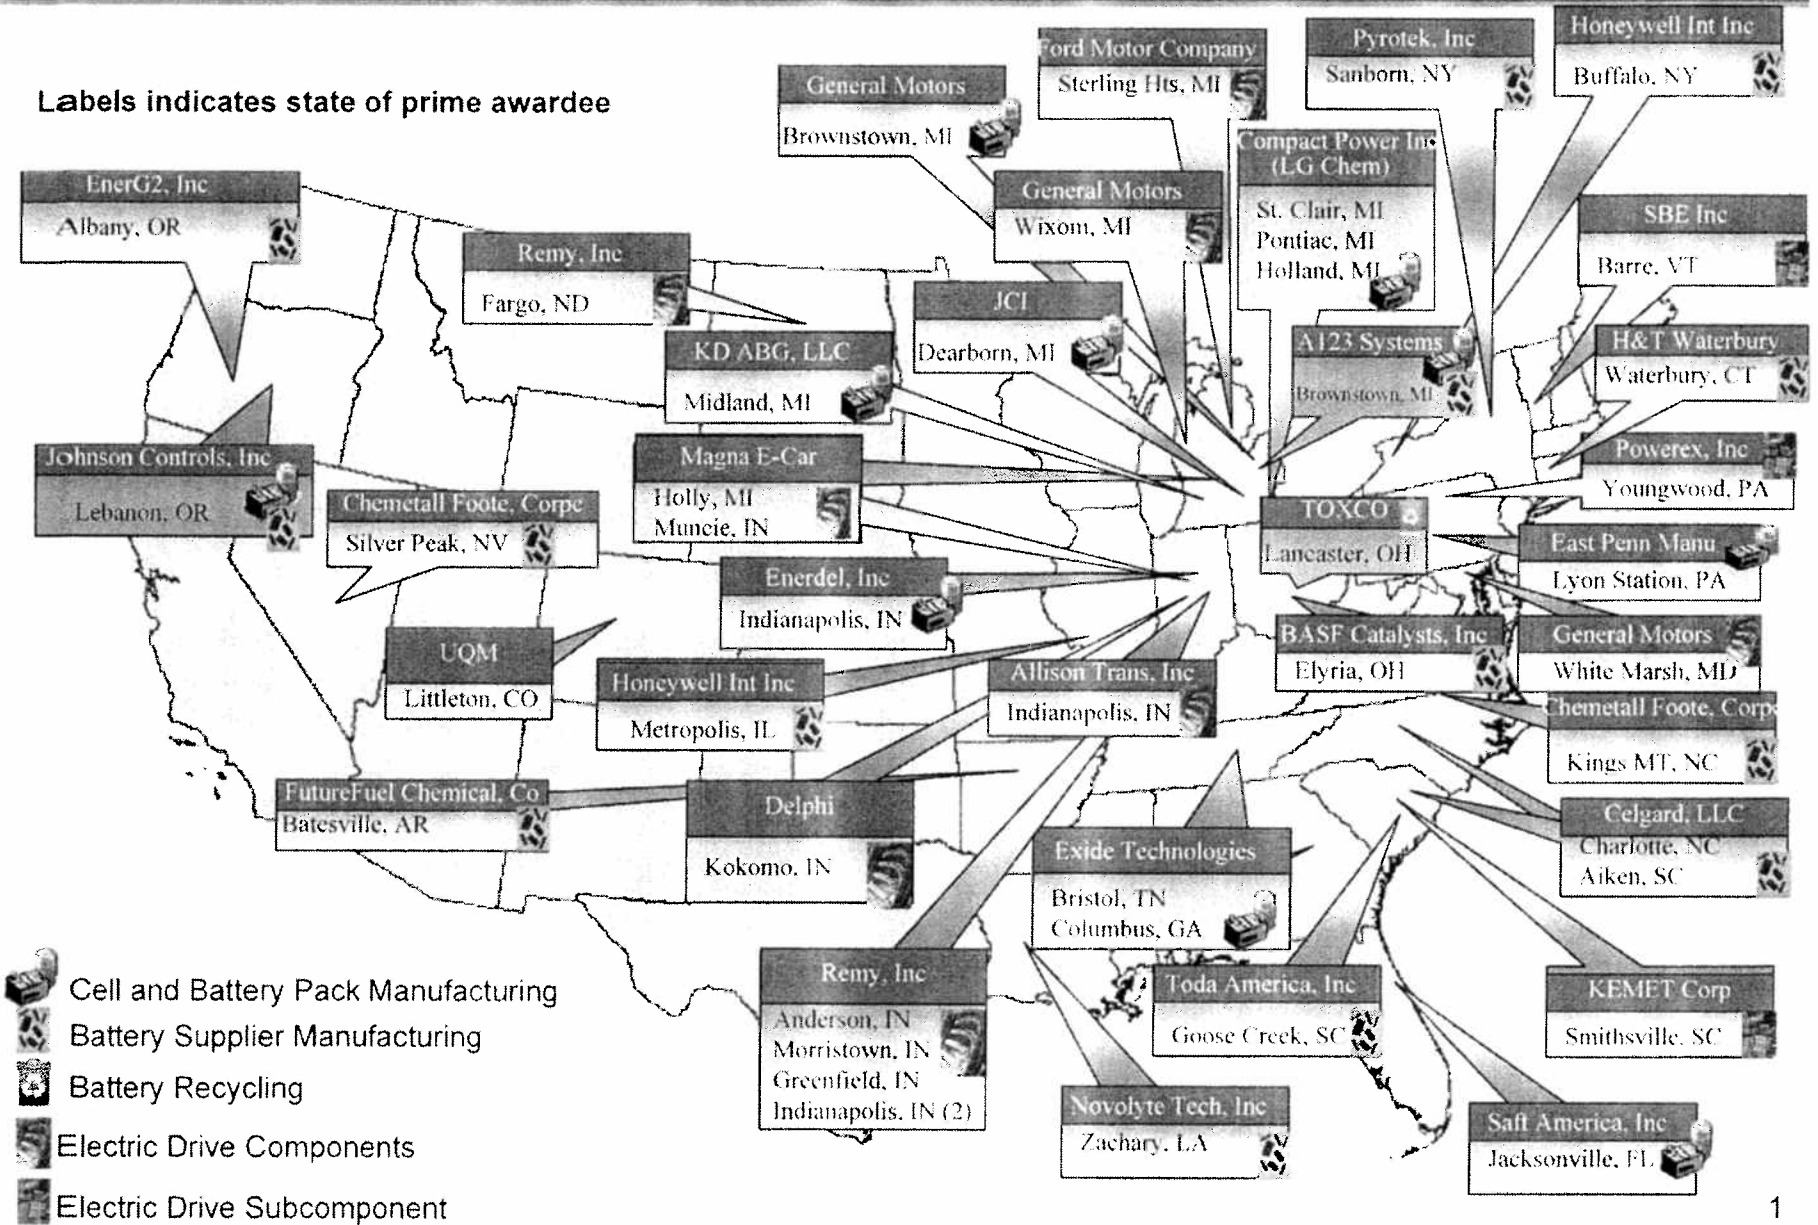 Labels indicates state of prime awardee
General Motors
Brownstown, MI
Ford Motor Company
Sterling Hts, MI
Pyrotek, Inc
Sanborn, NY
Honeywell Int Inc
Buffalo, NY
EnerG2, Inc
Albany, OR
Remy, Inc
Fargo, ND
General Motors
Wixom, MI
Compact Power Inc
(LG Chem)
St. Clair, MI
Pontiac, MI
Holland, MI
SBE Inc
Barre, VT
KD ABG, LLC
Midland, MI
JCI
Dearborn, MI
A123 Systems
Brownstown, MI
H&T Waterbury
Waterbury, CT
Johnson Controls, Inc
Lebanon, OR
Chemetall Foote, Corpc
Silver Peak, NV
Magna E-Car
Holly, MI
Muncie, IN
Powerex, Inc
Youngwood, PA
TOXCO
Lancaster, OH
East Penn Manu
Lyon Station, PA
Enerdel, Inc
Indianapolis, IN
UQM
Littleton, CO
Honeywell Int Inc
Metropolis, IL
Allison Trans, Inc
Indianapolis, IN
BASF Catalysts, Inc
Elyria, OH
General Motors
White Marsh, MD
Chemetall Foote, Corpc
Kings MT, NC
FutureFuel Chemical, Co
Batesville, AR
Delphi
Kokomo, IN
Exide Technologies
Bristol, TN
Columbus, GA
Celgard, LLC
Charlotte, NC
Aiken, SC
Remy, Inc
Anderson, IN
Morristown, IN
Greenfield, IN
Indianapolis, IN (2)
Toda America, Inc
Goose Creek, SC
KEMET Corp
Smithsville, SC
Novolyte Tech, Inc
Zachary, LA
Saft America, Inc
Jacksonville, FL
Cell and Battery Pack Manufacturing
Battery Supplier Manufacturing
Battery Recycling
Electric Drive Components
Electric Drive Subcomponent
1